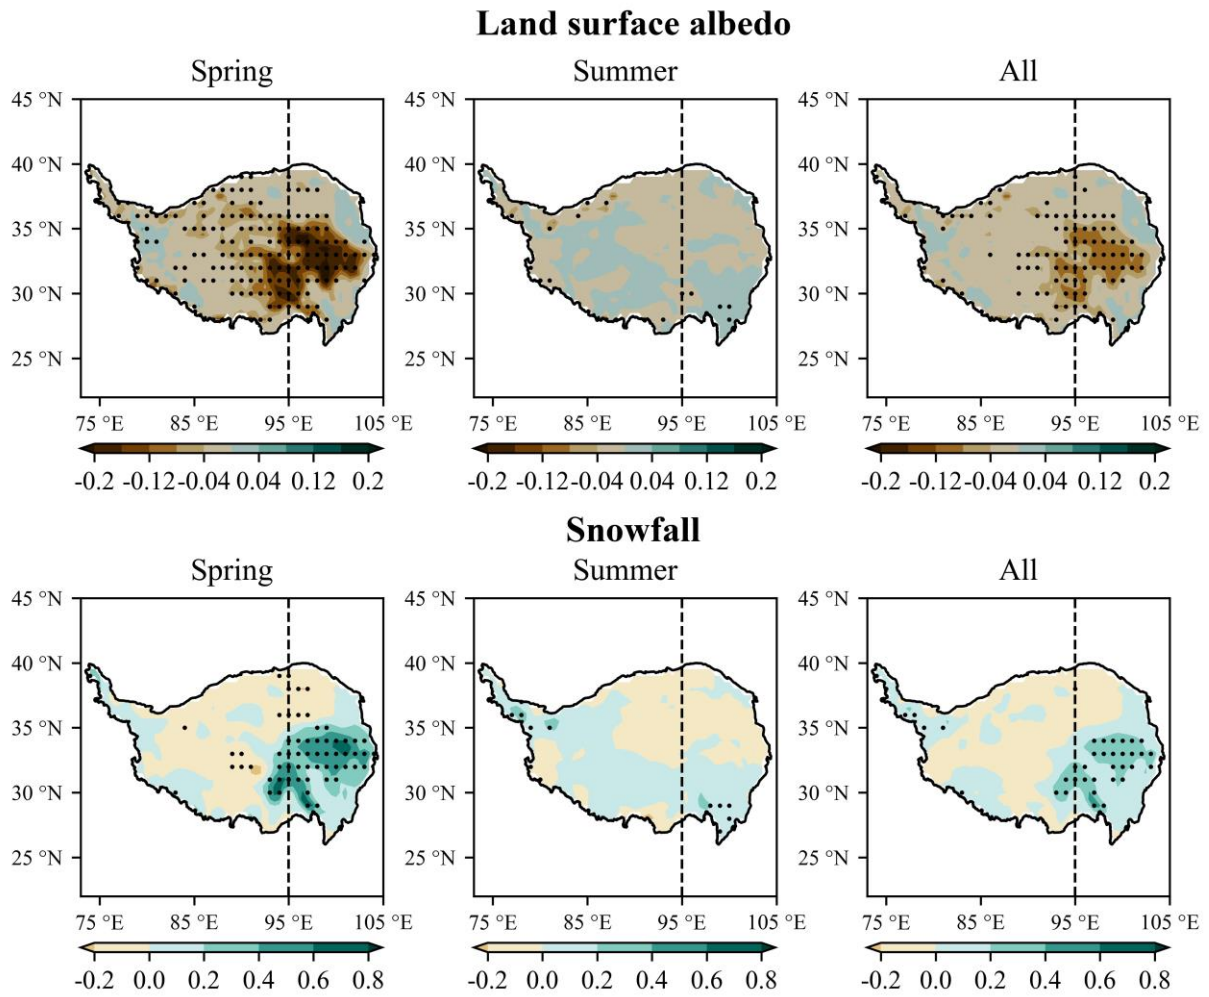 Land surface albedo
Spring Summer All
45 °N 45 °N 45 °N
40 °N 40 °N 40 °N
35 °N 35 °N 35 °N
30 °N 30 °N 30 °N
25 °N 25 °N 25 °N
75 °E 85 °E 95 °E 105 °E 75 °E 85 °E 95 °E 105 °E 75 °E 85 °E 95 °E 105 °E
-0.2 -0.12 -0.04 0.04 0.12 0.2 -0.2 -0.12 -0.04 0.04 0.12 0.2 -0.2 -0.12 -0.04 0.04 0.12 0.2
Snowfall
Spring Summer All
45 °N 45 °N 45 °N
40 °N 40 °N 40 °N
35 °N 35 °N 35 °N
30 °N 30 °N 30 °N
25 °N 25 °N 25 °N
75 °E 85 °E 95 °E 105 °E 75 °E 85 °E 95 °E 105 °E 75 °E 85 °E 95 °E 105 °E
-0.2 0.0 0.2 0.4 0.6 0.8 -0.2 0.0 0.2 0.4 0.6 0.8 -0.2 0.0 0.2 0.4 0.6 0.8